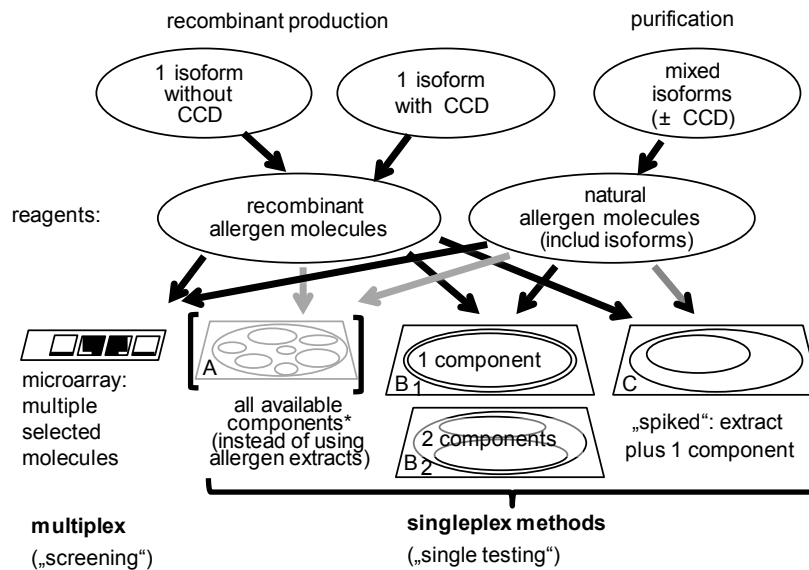 recombinant production
purification
1 isoform
without
CCD
1 isoform
with CCD
mixed
isoforms
(± CCD)
reagents:
recombinant
allergen molecules
natural
allergen molecules
(includ isoforms)
A
1 component
B1
C
microarray:
multiple
selected
molecules
all available
components*
(instead of using
allergen extracts)
2 components
B2
„spiked“: extract
plus 1 component
multiplex
(„screening“)
singleplex methods
(„single testing“)